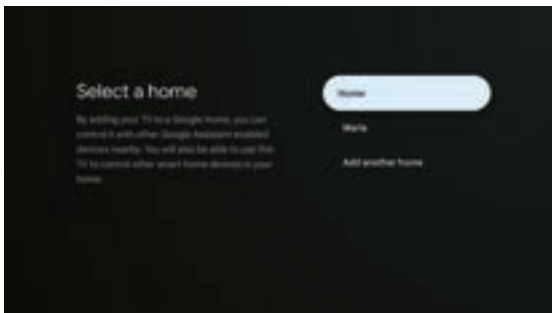 Select a home
By adding your TV to a Google Home, you can
control it with other Google Assistant enabled
devices nearby. You will also be able to use this
TV to control other smart home devices in your
home.
Home
Maria
Add another home